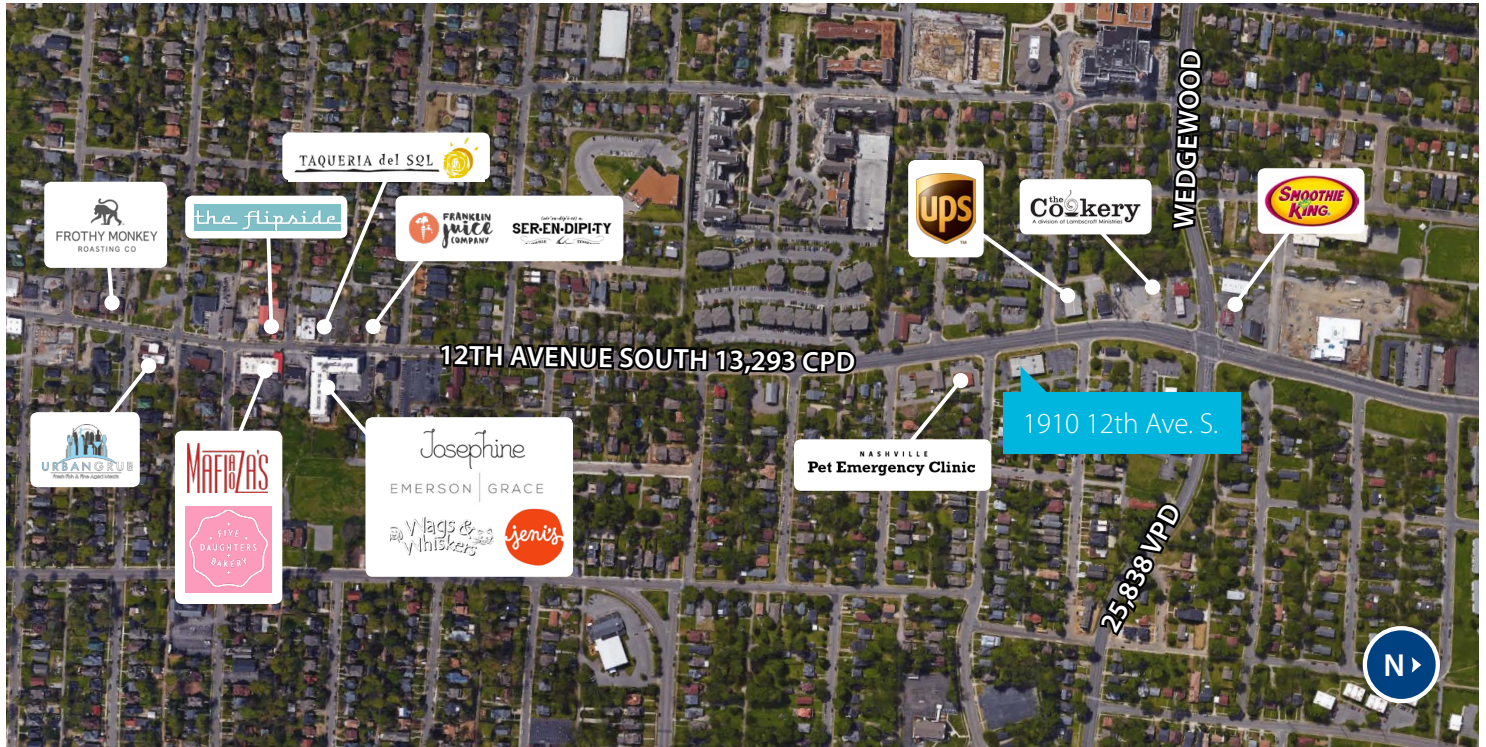 WEDGEWOOD
TAQUERIA del SOL
FROTHY MONKEY
ROASTING CO
the flipside
FRANKLIN
juice
COMPANY
SER·EN·DIPI·TY
ups
the
Cookery
A division of Lambscroft Ministries
SMOOTHIE
KING
12TH AVENUE SOUTH 13,293 CPD
1910 12th Ave. S.
URBANGRUB
MAFIAOZA'S
FIVE
DAUGHTERS
BAKERY
Josephine
EMERSON | GRACE
Wags &
Whiskers
jeni's
NASHVILLE
Pet Emergency Clinic
25,838 VPD
N